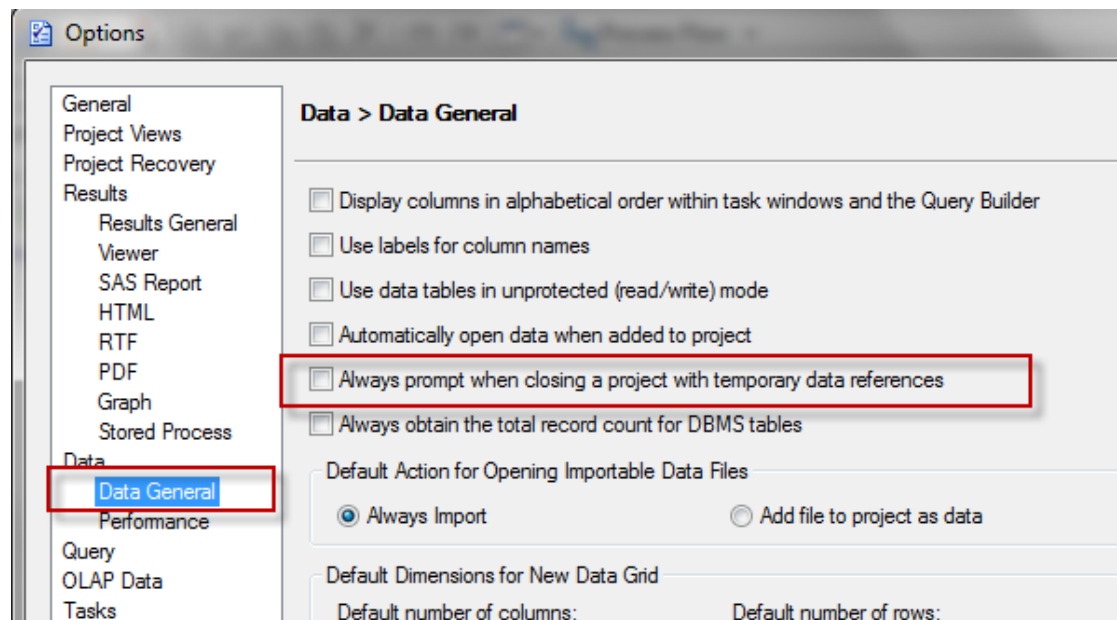 Options
General
Project Views
Project Recovery
Results
Results General
Viewer
SAS Report
HTML
RTF
PDF
Graph
Stored Process
Data
Data General
Performance
Query
OLAP Data
Tasks
Data > Data General
Display columns in alphabetical order within task windows and the Query Builder
Use labels for column names
Use data tables in unprotected (read/write) mode
Automatically open data when added to project
Always prompt when closing a project with temporary data references
Always obtain the total record count for DBMS tables
Default Action for Opening Importable Data Files
Always Import
Add file to project as data
Default Dimensions for New Data Grid
Default number of columns:
Default number of rows: